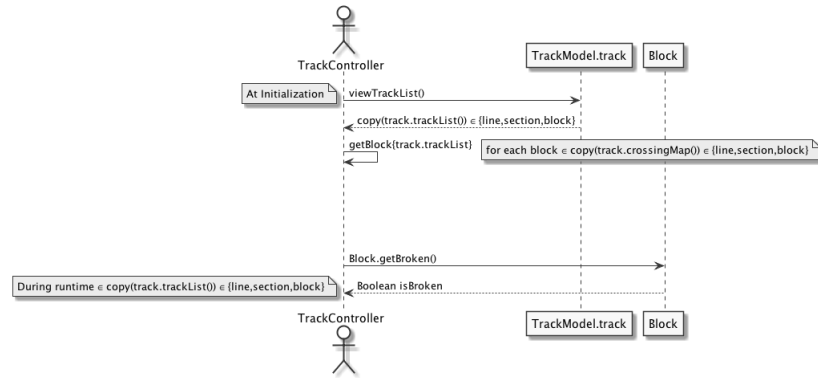 TrackController
TrackModel.track
Block
At Initialization
viewTrackList()
copy(track.trackList()) ∈ {line,section,block}
getBlock{track.trackList}
for each block ∈ copy(track.crossingMap()) ∈ {line,section,block}
Block.getBroken()
During runtime ∈ copy(track.trackList()) ∈ {line,section,block}
Boolean isBroken
TrackController
TrackModel.track
Block